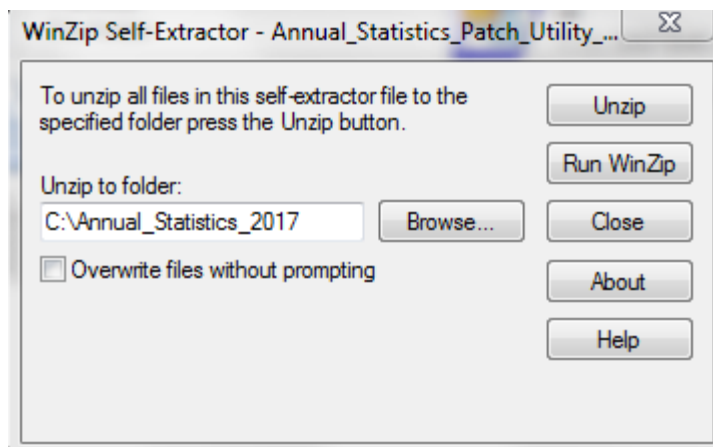 WinZip Self-Extractor - Annual_Statistics_Patch_Utility_...
To unzip all files in this self-extractor file to the
specified folder press the Unzip button.
Unzip
Run WinZip
Unzip to folder:
C:\Annual_Statistics_2017
Browse...
Close
Overwrite files without prompting
About
Help